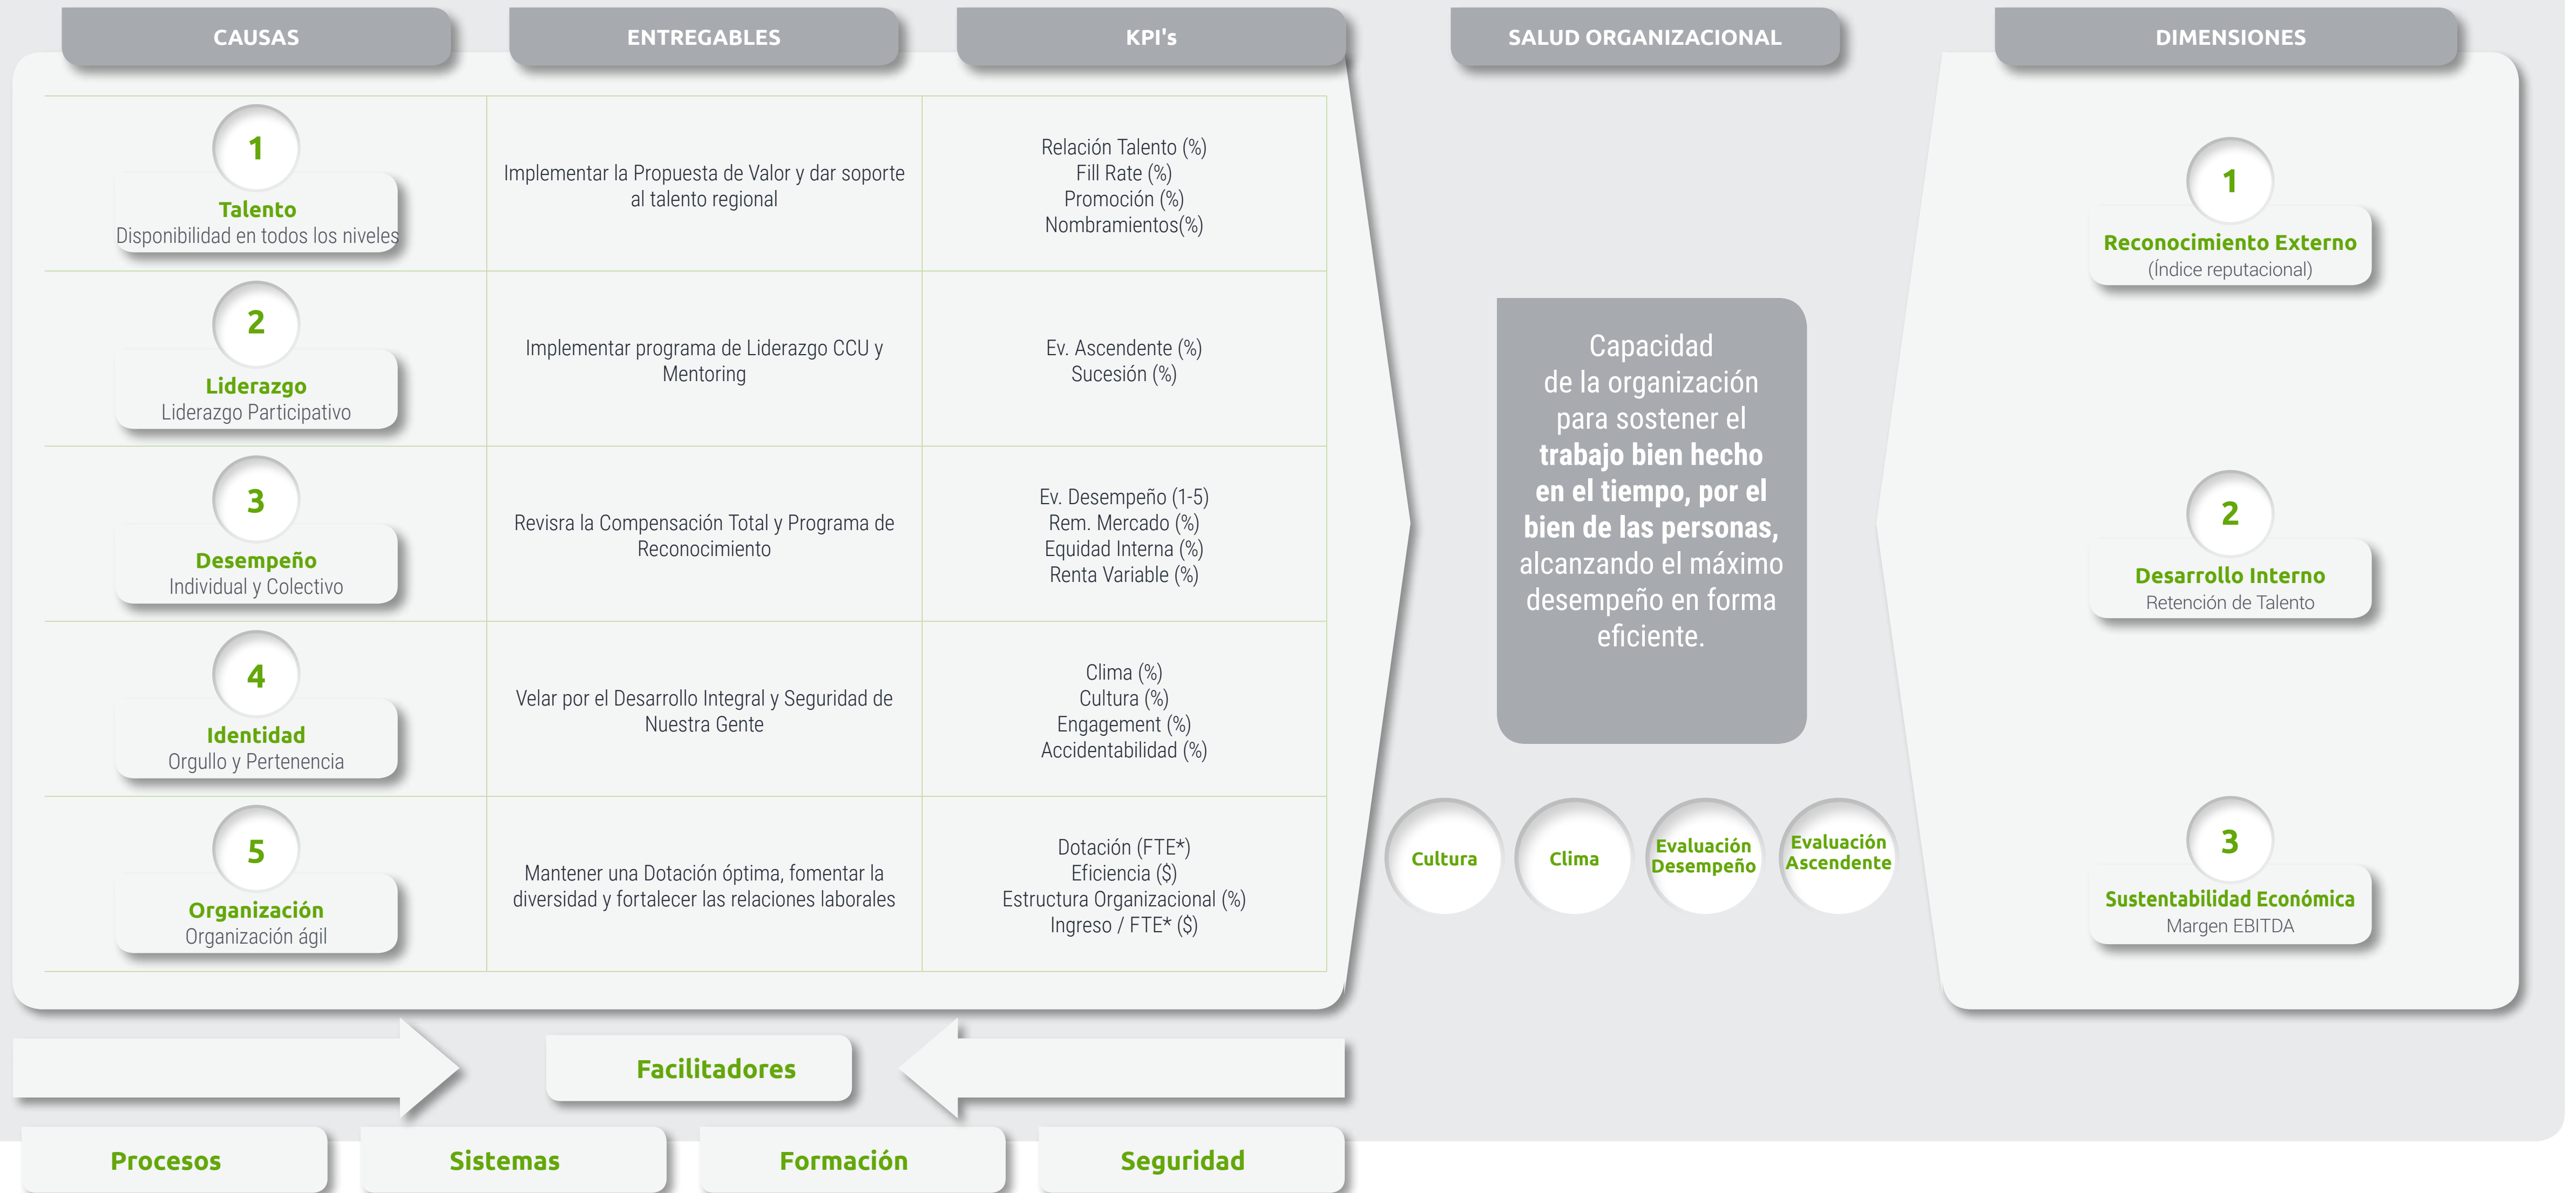 CAUSAS
ENTREGABLES
KPI's
SALUD ORGANIZACIONAL
DIMENSIONES
1
Talento
Disponibilidad en todos los niveles
Implementar la Propuesta de Valor y dar soporte
al talento regional
Relación Talento (%)
Fill Rate (%)
Promoción (%)
Nombramientos(%)
2
Liderazgo
Liderazgo Participativo
Implementar programa de Liderazgo CCU y
Mentoring
Ev. Ascendente (%)
Sucesión (%)
3
Desempeño
Individual y Colectivo
Revisra la Compensación Total y Programa de
Reconocimiento
Ev. Desempeño (1-5)
Rem. Mercado (%)
Equidad Interna (%)
Renta Variable (%)
4
Identidad
Orgullo y Pertenencia
Velar por el Desarrollo Integral y Seguridad de
Nuestra Gente
Clima (%)
Cultura (%)
Engagement (%)
Accidentabilidad (%)
5
Organización
Organización ágil
Mantener una Dotación óptima, fomentar la
diversidad y fortalecer las relaciones laborales
Dotación (FTE*)
Eficiencia ($)
Estructura Organizacional (%)
Ingreso / FTE* ($)
Capacidad
de la organización
para sostener el
trabajo bien hecho
en el tiempo, por el
bien de las personas,
alcanzando el máximo
desempeño en forma
eficiente.
Cultura
Clima
Evaluación
Desempeño
Evaluación
Ascendente
1
Reconocimiento Externo
(Índice reputacional)
2
Desarrollo Interno
Retención de Talento
3
Sustentabilidad Económica
Margen EBITDA
Facilitadores
Procesos
Sistemas
Formación
Seguridad